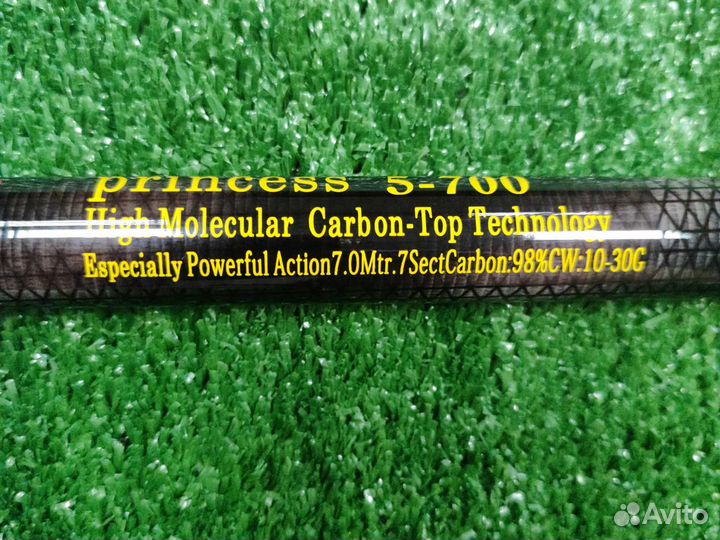 princess 5-700
High Molecular Carbon-Top Technology
Especially Powerful Action7.0Mtr.7SectCarbon:98%CW:10-30G
Avito